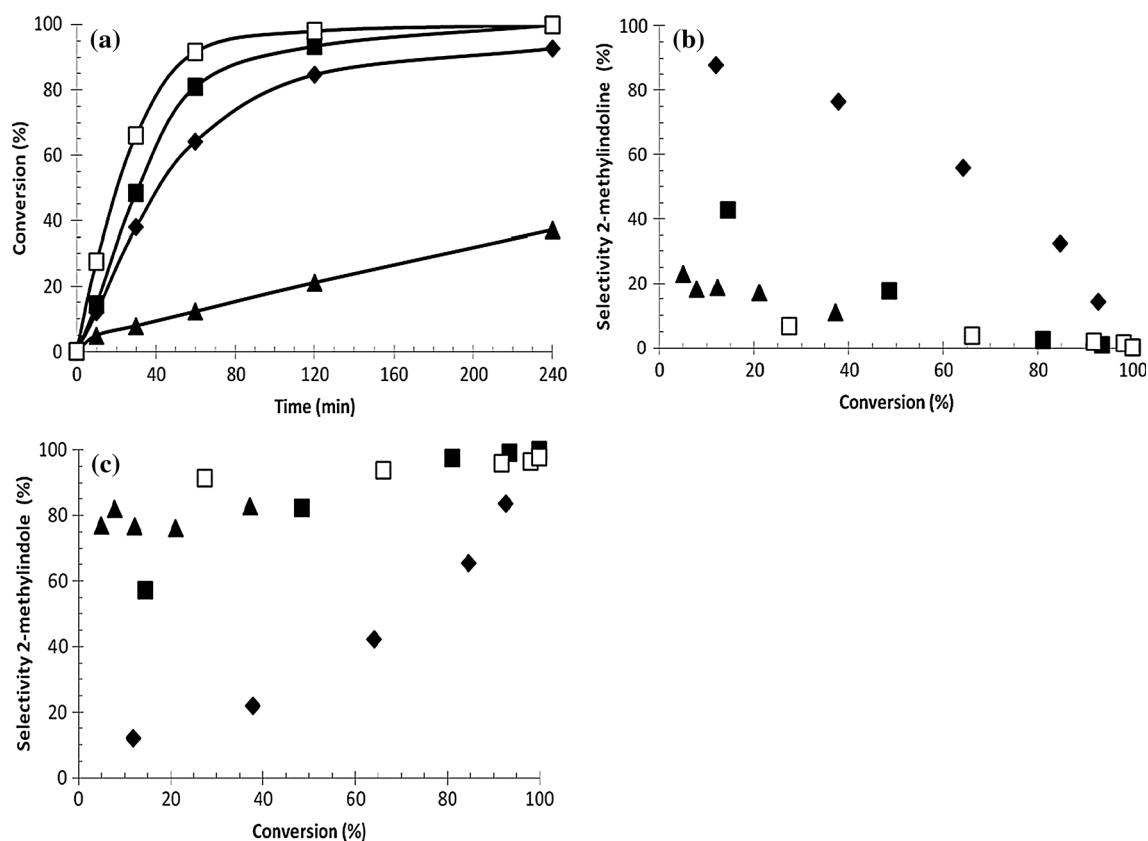 (a)
Conversion (%)
100
80
60
40
20
0
0 40 80 120 160 200 240
Time (min)
(b)
Selectivity 2-methylindoline (%)
100
80
60
40
20
0
0 20 40 60 80 100
Conversion (%)
(c)
Selectivity 2-methylindole (%)
100
80
60
40
20
0
0 20 40 60 80 100
Conversion (%)